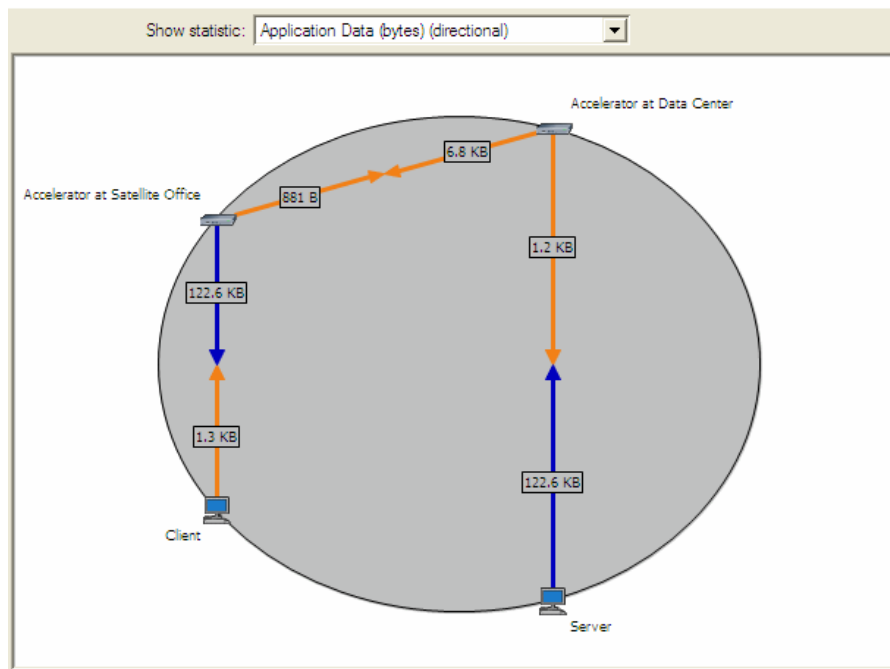 Show statistic: Application Data (bytes) (directional)
Accelerator at Data Center
6.8 KB
Accelerator at Satellite Office
881 B
1.2 KB
122.6 KB
1.3 KB
122.6 KB
Client
Server